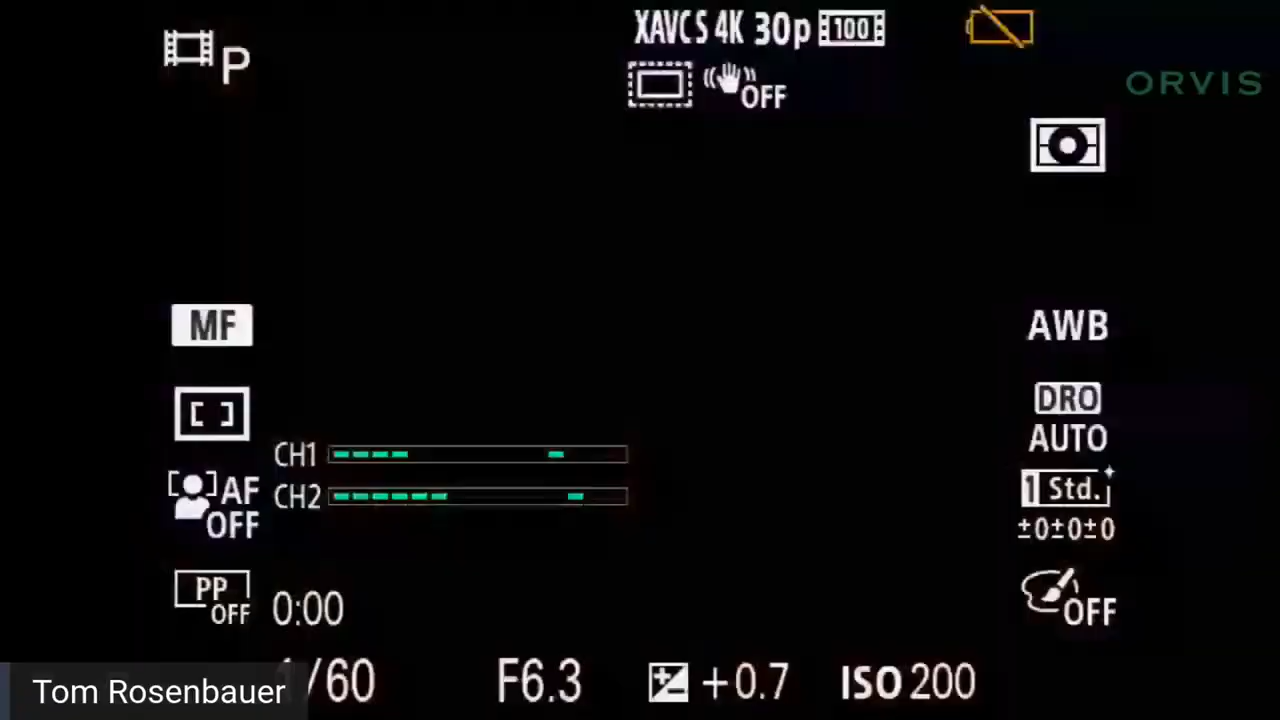 P
XAVC S 4K 30p 100
OFF
ORVIS
MF
AWB
DRO
AUTO
CH1
AF
OFF
CH2
1 Std.
±0±0±0
PP
OFF
0:00
OFF
1/60
F6.3
+0.7
ISO 200
Tom Rosenbauer